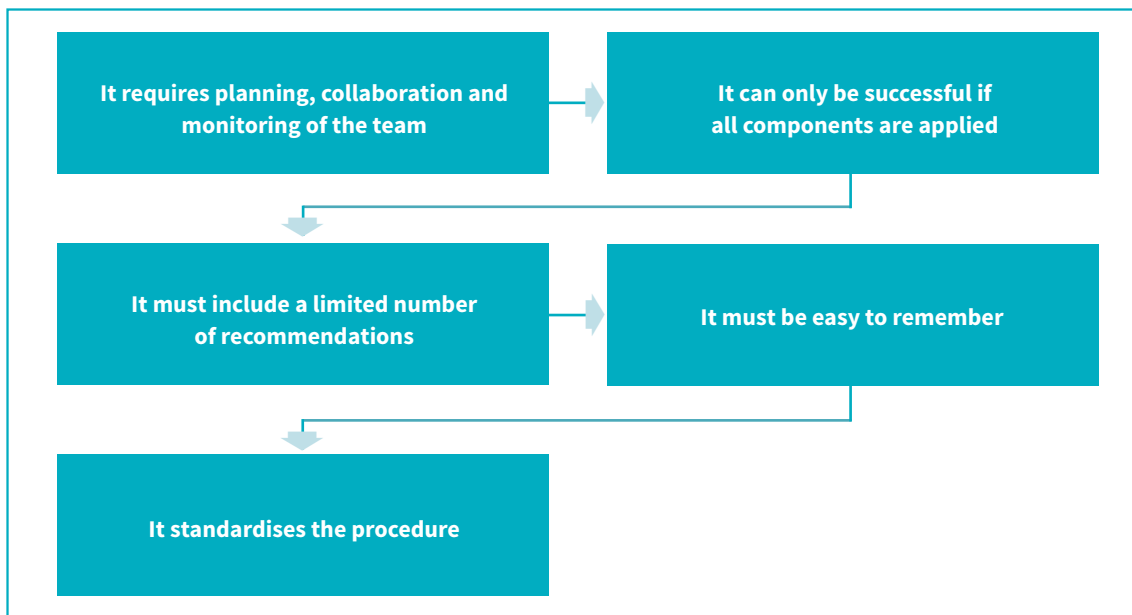 It requires planning, collaboration and
monitoring of the team
It can only be successful if
all components are applied
It must include a limited number
of recommendations
It must be easy to remember
It standardises the procedure